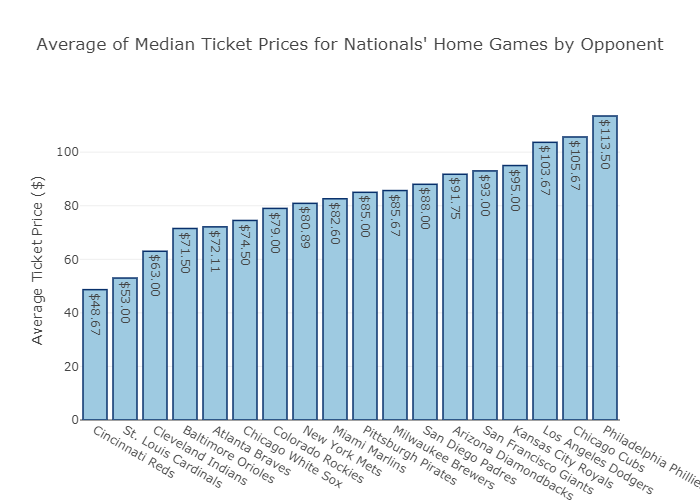 Average of Median Ticket Prices for Nationals' Home Games by Opponent
Average Ticket Price ($)
100
80
60
40
20
0
$48.67
$53.00
$63.00
$71.50
$72.11
$74.50
$79.00
$80.89
$82.60
$85.00
$85.67
$88.00
$91.75
$93.00
$95.00
$103.67
$105.67
$113.50
Cincinnati Reds
St. Louis Cardinals
Cleveland Indians
Baltimore Orioles
Atlanta Braves
Chicago White Sox
Colorado Rockies
New York Mets
Miami Marlins
Pittsburgh Pirates
Milwaukee Brewers
San Diego Padres
Arizona Diamondbacks
San Francisco Giants
Kansas City Royals
Los Angeles Dodgers
Chicago Cubs
Philadelphia Phillie